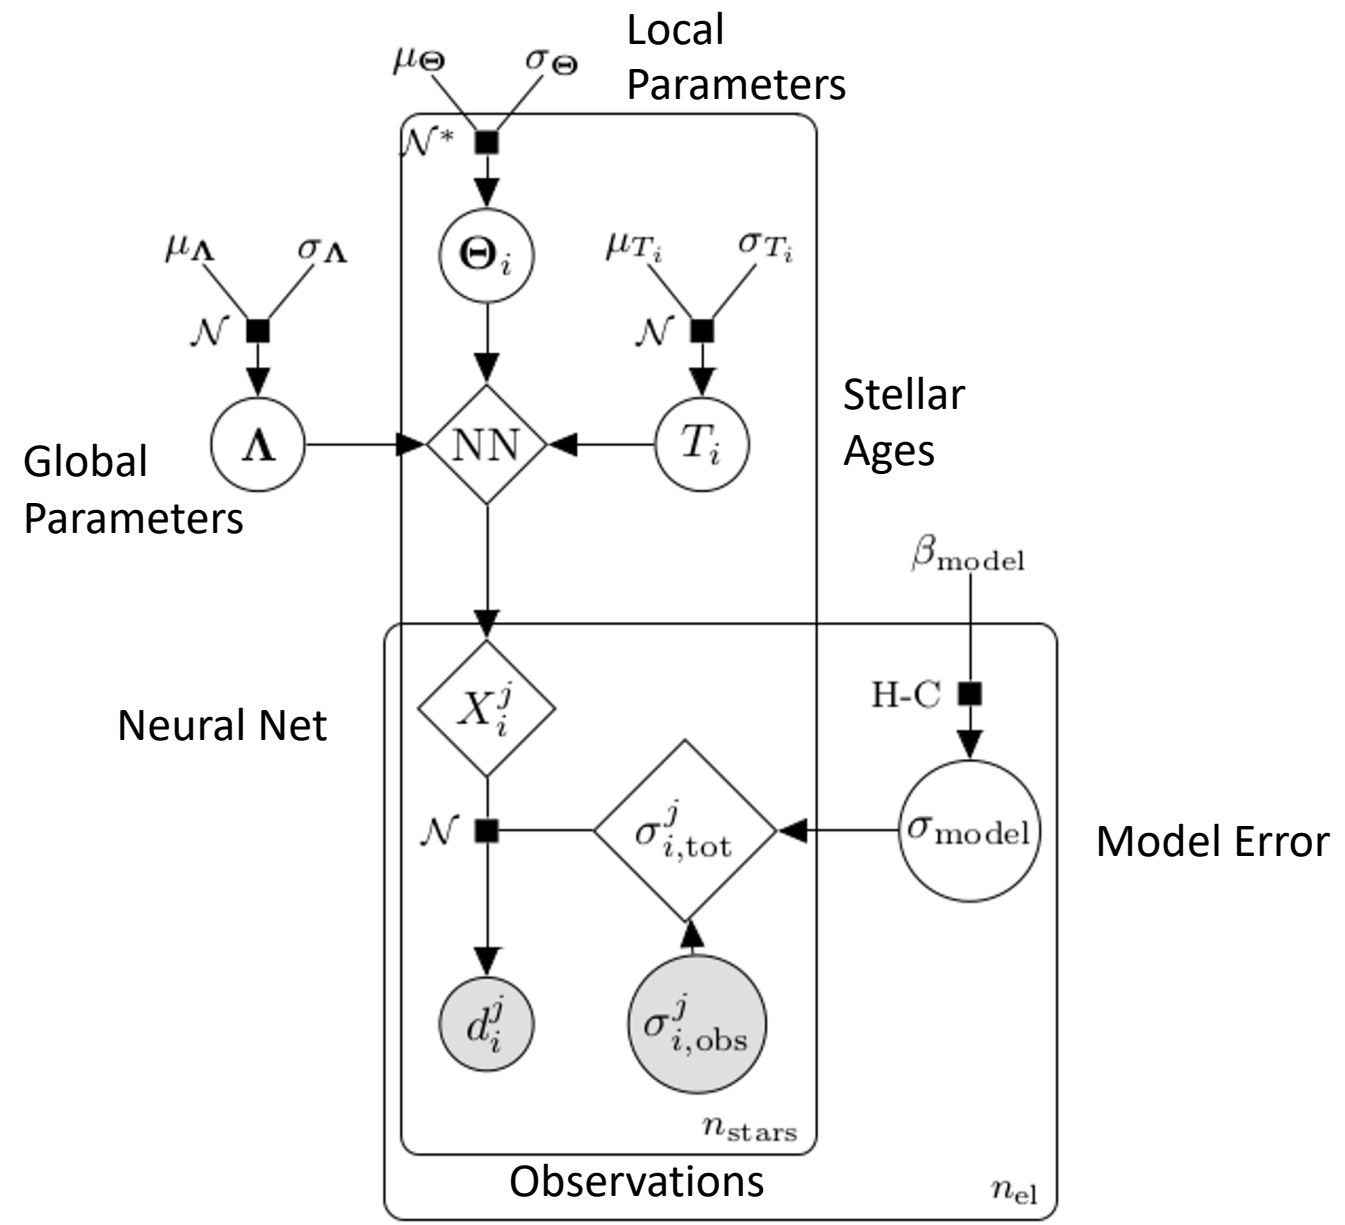 Local
Parameters
μ_Θ σ_Θ
𝒩*
Θ_i
μ_Λ σ_Λ
μ_{T_i} σ_{T_i}
𝒩
𝒩
Stellar
Ages
Λ
NN
T_i
Global
Parameters
β_model
H-C
X_i^j
Neural Net
𝒩
σ_{i,tot}^j
σ_model
Model Error
d_i^j
σ_{i,obs}^j
n_stars
Observations
n_el